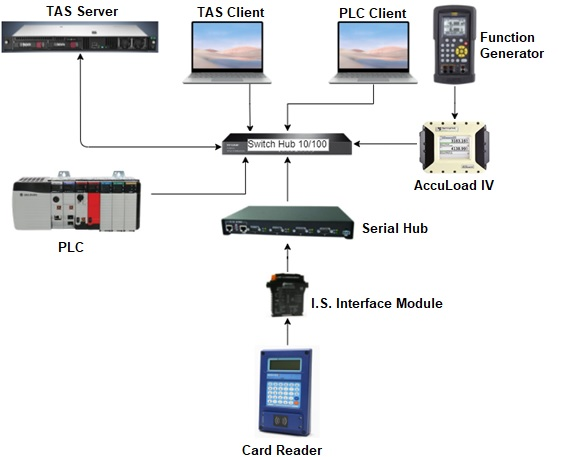 TAS Server
TAS Client
PLC Client
Function
Generator
Switch Hub 10/100
AccuLoad IV
PLC
Serial Hub
I.S. Interface Module
Card Reader